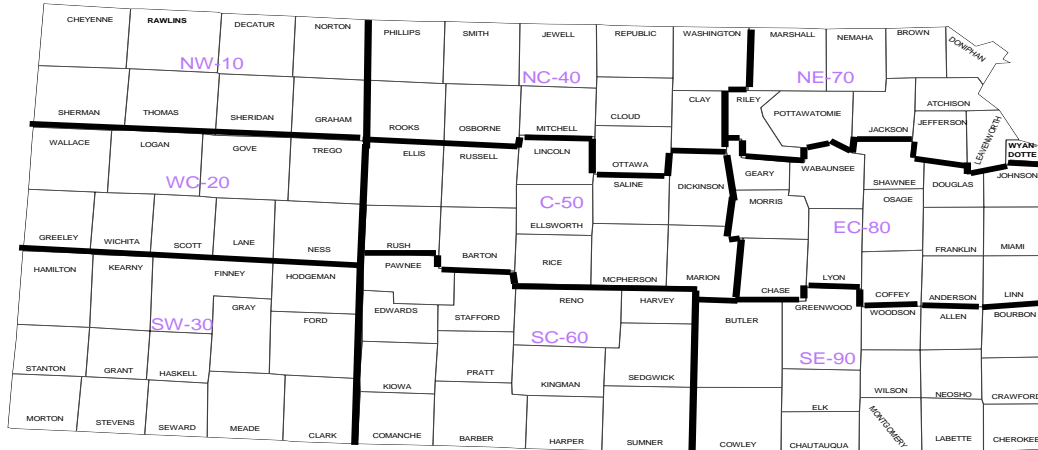 CHEYENNE
RAWLINS
DECATUR
NORTON
PHILLIPS
SMITH
JEWELL
REPUBLIC
WASHINGTON
MARSHALL
NEMAHA
BROWN
DONIPHAN
NW-10
NC-40
NE-70
SHERMAN
THOMAS
SHERIDAN
GRAHAM
ROOKS
OSBORNE
MITCHELL
CLOUD
CLAY
RILEY
POTTAWATOMIE
JACKSON
ATCHISON
JEFFERSON
LEAVENWORTH
WYAN
DOTTE
WALLACE
LOGAN
GOVE
TREGO
ELLIS
RUSSELL
LINCOLN
OTTAWA
SALINE
DICKINSON
GEARY
WABAUNSEE
SHAWNEE
DOUGLAS
JOHNSON
WC-20
C-50
EC-80
MORRIS
OSAGE
GREELEY
WICHITA
SCOTT
LANE
NESS
RUSH
BARTON
ELLSWORTH
RICE
MCPHERSON
MARION
CHASE
LYON
COFFEY
FRANKLIN
MIAMI
ANDERSON
LINN
HAMILTON
KEARNY
FINNEY
HODGEMAN
PAWNEE
EDWARDS
STAFFORD
RENO
HARVEY
BUTLER
GREENWOOD
WOODSON
ALLEN
BOURBON
GRAY
FORD
SW-30
SC-60
SE-90
STANTON
GRANT
HASKELL
KIOWA
PRATT
KINGMAN
SEDGWICK
ELK
WILSON
NEOSHO
CRAWFORD
MORTON
STEVENS
SEWARD
MEADE
CLARK
COMANCHE
BARBER
HARPER
SUMNER
COWLEY
CHAUTAUQUA
MONTGOMERY
LABETTE
CHEROKEE